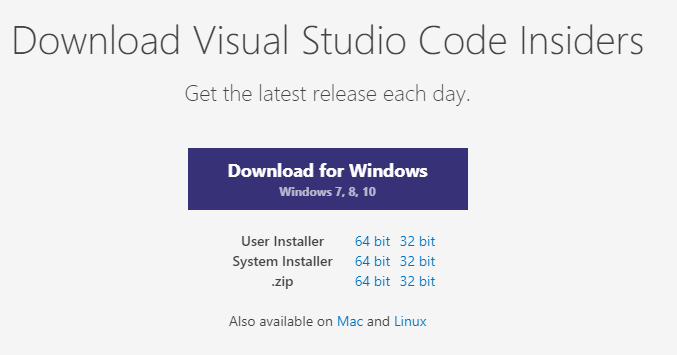 Download Visual Studio Code Insiders
Get the latest release each day.
Download for Windows
Windows 7, 8, 10
User Installer 64 bit 32 bit
System Installer 64 bit 32 bit
.zip 64 bit 32 bit
Also available on Mac and Linux